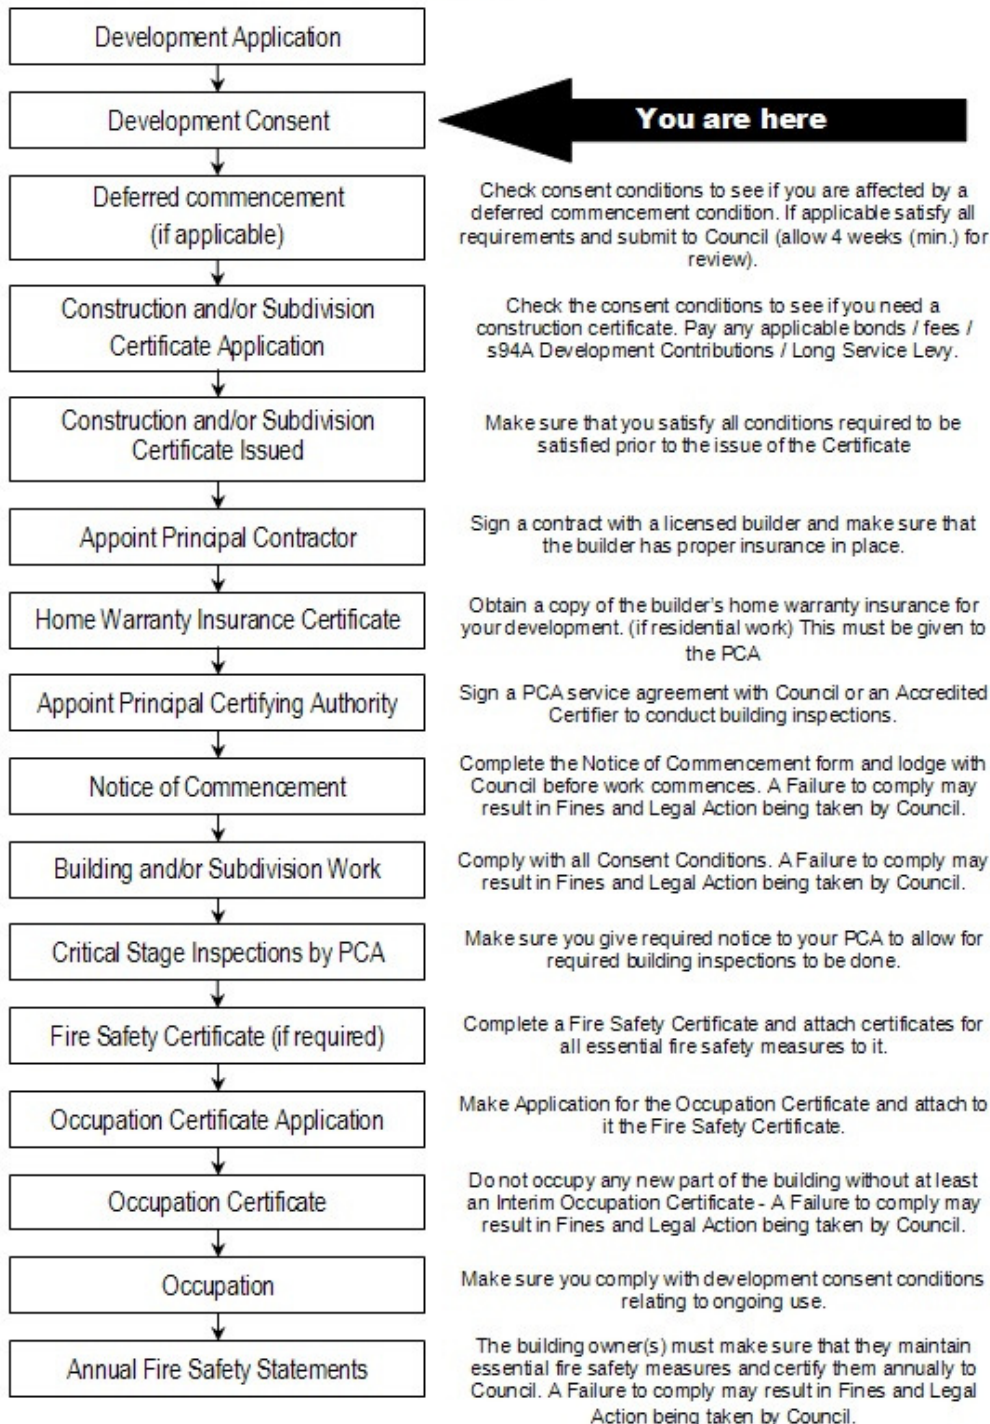 Development Application
Development Consent
You are here
Deferred commencement
(if applicable)
Check consent conditions to see if you are affected by a
deferred commencement condition. If applicable satisfy all
requirements and submit to Council (allow 4 weeks (min.) for
review).
Construction and/or Subdivision
Certificate Application
Check the consent conditions to see if you need a
construction certificate. Pay any applicable bonds / fees /
s94A Development Contributions / Long Service Levy.
Construction and/or Subdivision
Certificate Issued
Make sure that you satisfy all conditions required to be
satisfied prior to the issue of the Certificate
Appoint Principal Contractor
Sign a contract with a licensed builder and make sure that
the builder has proper insurance in place.
Home Warranty Insurance Certificate
Obtain a copy of the builder's home warranty insurance for
your development. (if residential work) This must be given to
the PCA
Appoint Principal Certifying Authority
Sign a PCA service agreement with Council or an Accredited
Certifier to conduct building inspections.
Notice of Commencement
Complete the Notice of Commencement form and lodge with
Council before work commences. A Failure to comply may
result in Fines and Legal Action being taken by Council.
Building and/or Subdivision Work
Comply with all Consent Conditions. A Failure to comply may
result in Fines and Legal Action being taken by Council.
Critical Stage Inspections by PCA
Make sure you give required notice to your PCA to allow for
required building inspections to be done.
Fire Safety Certificate (if required)
Complete a Fire Safety Certificate and attach certificates for
all essential fire safety measures to it.
Occupation Certificate Application
Make Application for the Occupation Certificate and attach to
it the Fire Safety Certificate.
Occupation Certificate
Do not occupy any new part of the building without at least
an Interim Occupation Certificate - A Failure to comply may
result in Fines and Legal Action being taken by Council.
Occupation
Make sure you comply with development consent conditions
relating to ongoing use.
Annual Fire Safety Statements
The building owner(s) must make sure that they maintain
essential fire safety measures and certify them annually to
Council. A Failure to comply may result in Fines and Legal
Action being taken by Council.